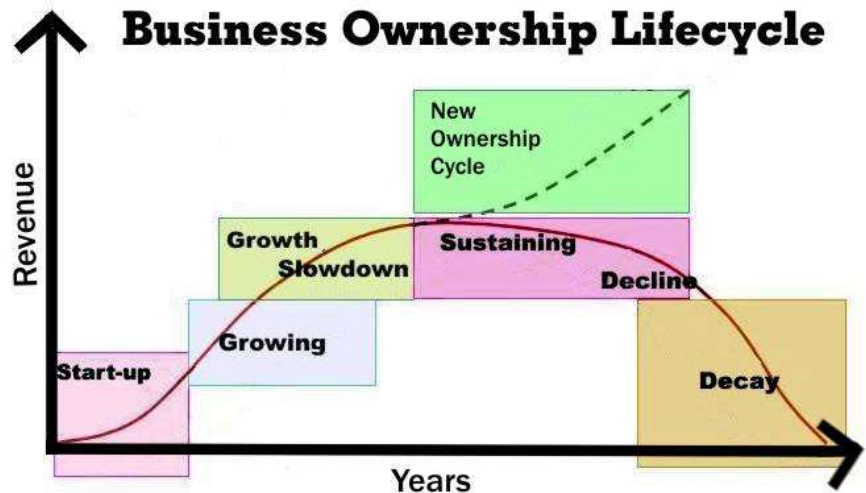 Business Ownership Lifecycle
New
Ownership
Cycle
Revenue
Growth
Slowdown
Sustaining
Decline
Growing
Start-up
Decay
Years